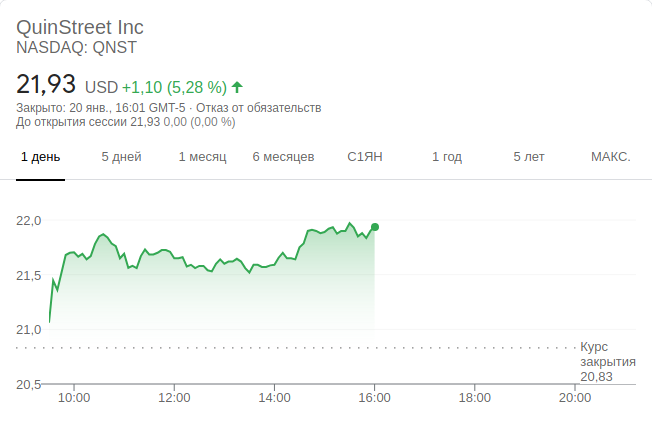 QuinStreet Inc
NASDAQ: QNST
21,93 USD +1,10 (5,28 %)
Закрыто: 20 янв., 16:01 GMT-5 · Отказ от обязательств
До открытия сессии 21,93 0,00 (0,00 %)
1 день 5 дней 1 месяц 6 месяцев С1ЯН 1 год 5 лет МАКС.
22,0
21,5
21,0
Курс
закрытия
20,83
20,5
10:00 12:00 14:00 16:00 18:00 20:00